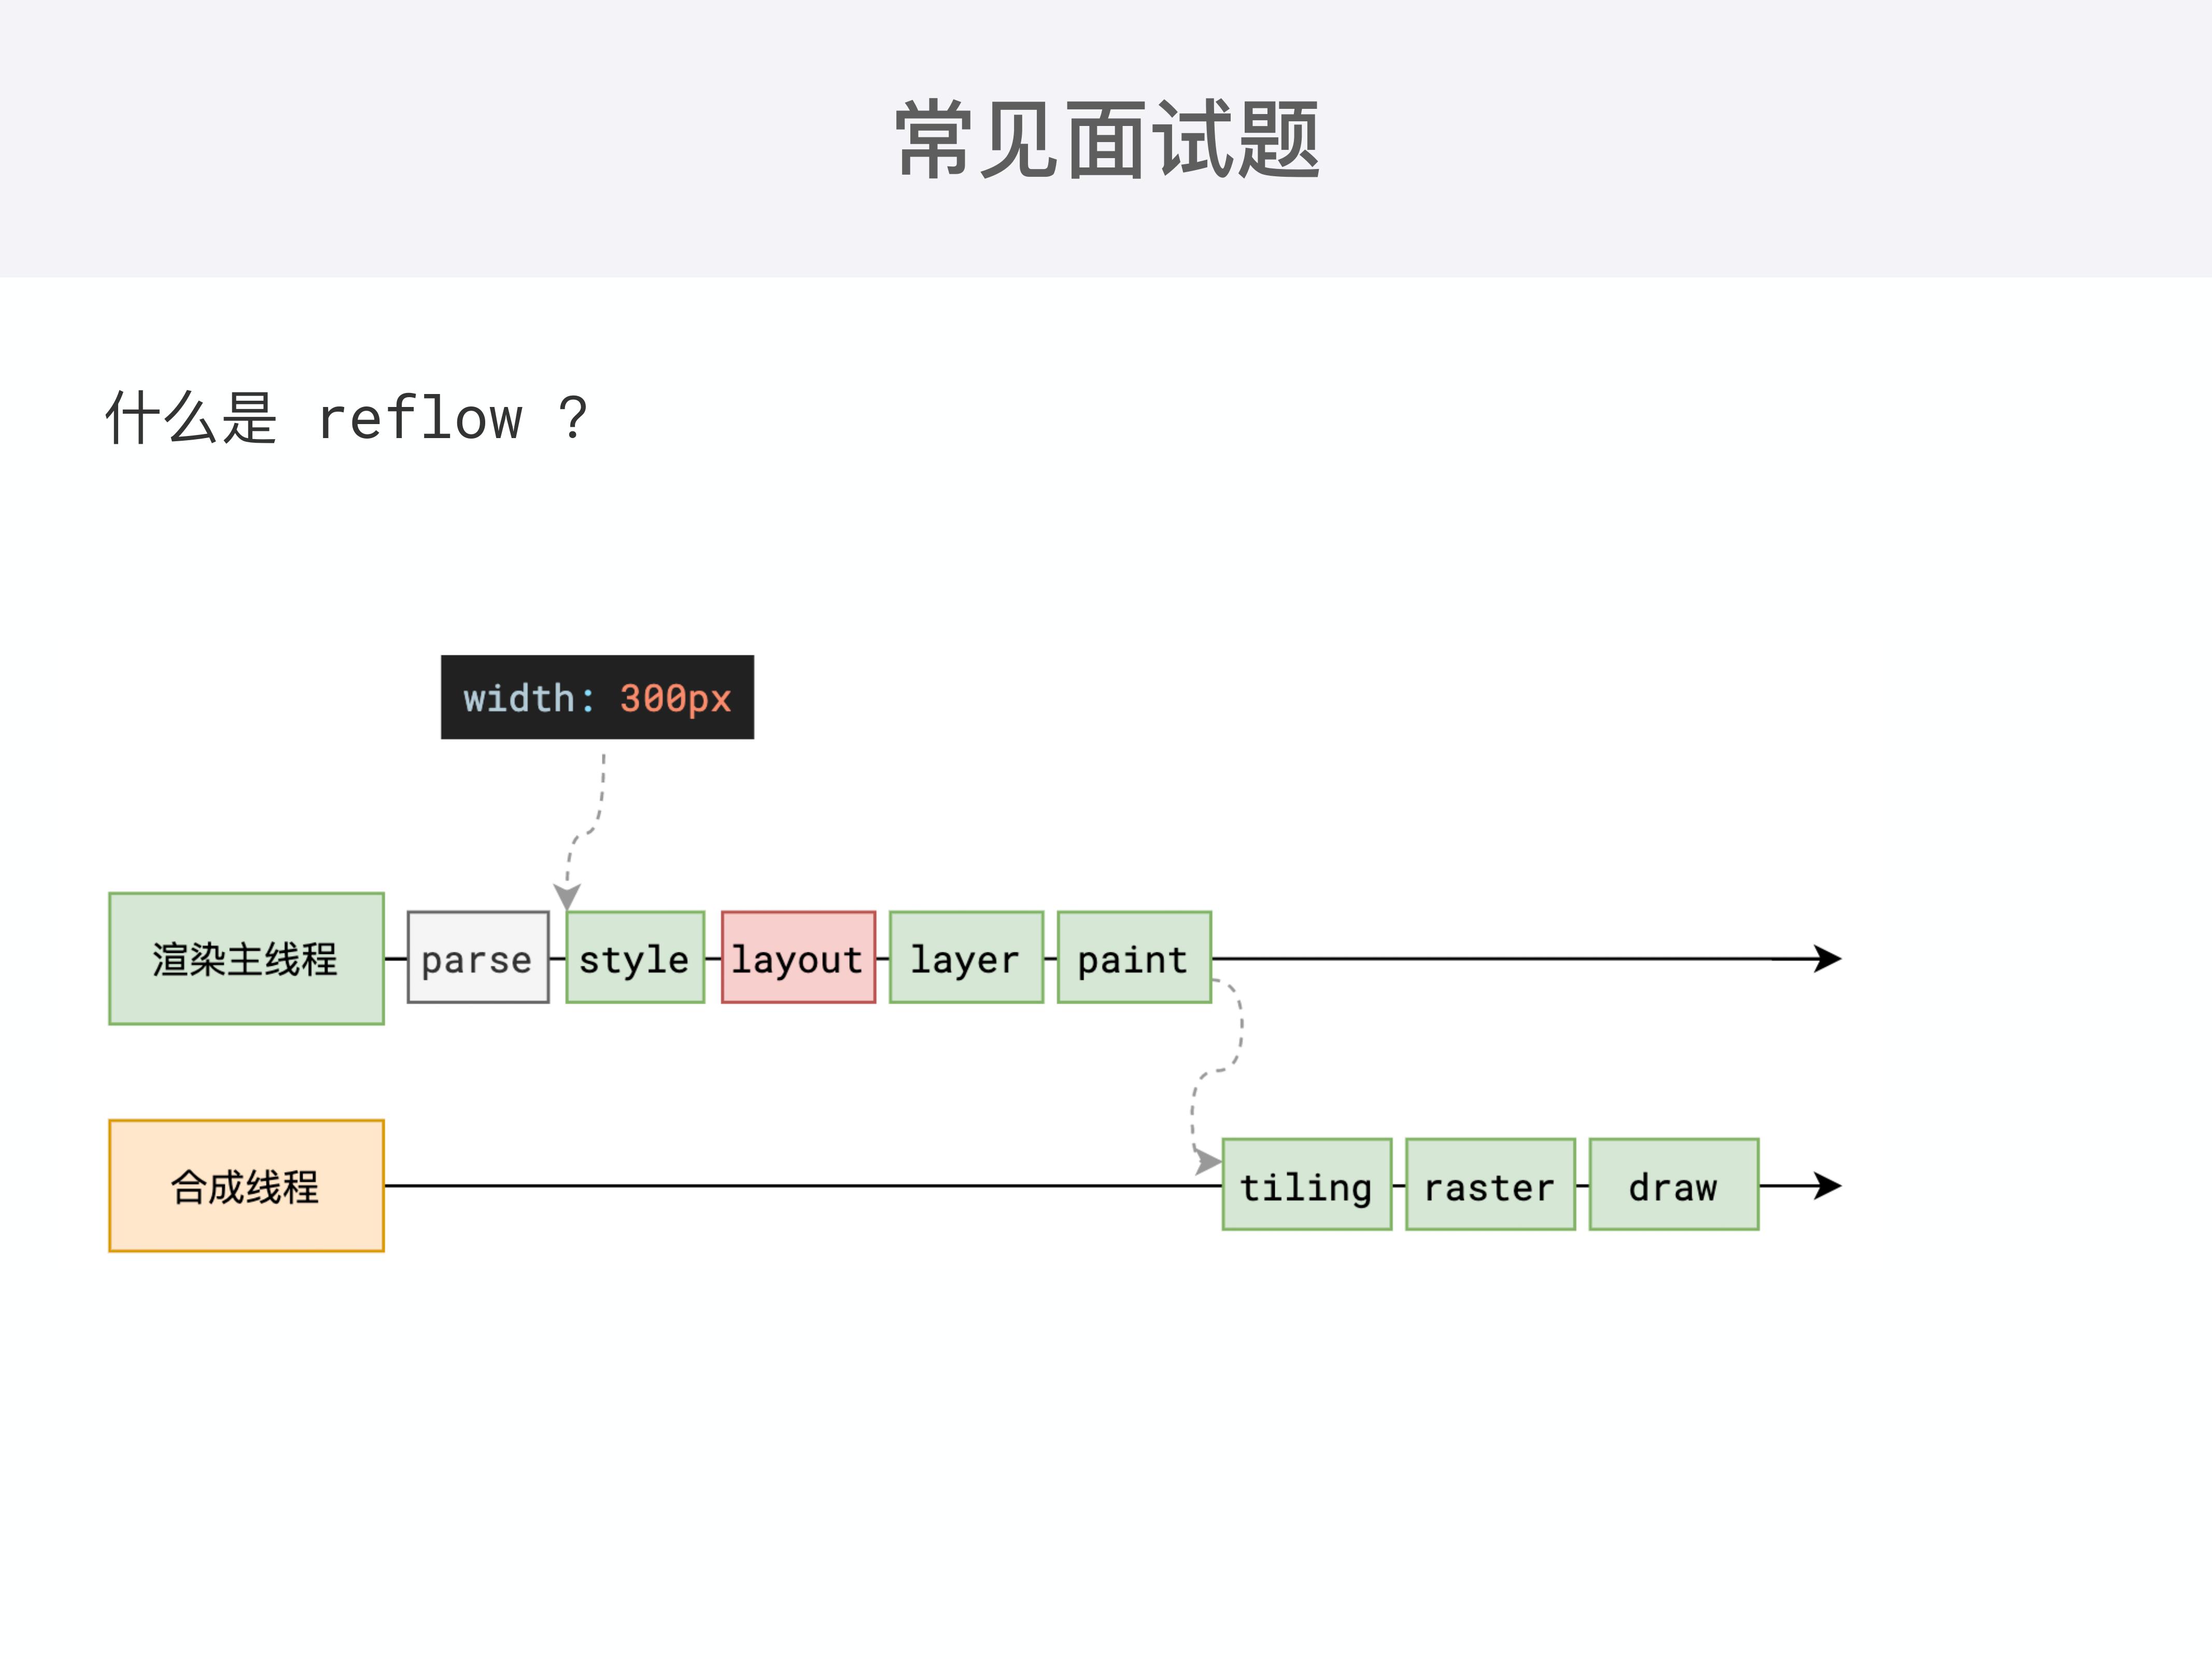 常见面试题
什么是 reflow ？
width: 300px
渲染主线程
parse
style
layout
layer
paint
合成线程
tiling
raster
draw